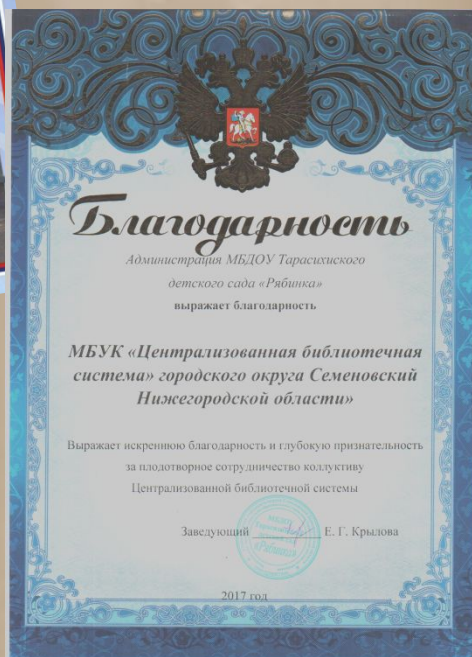 Благодарность
Администрация МБДОУ Тарасихиского
детского сада «Рябинка»
выражает благодарность
МБУК «Централизованная библиотечная
система» городского округа Семеновский
Нижегородской области»
Выражает искреннюю благодарность и глубокую признательность
за плодотворное сотрудничество коллуктиву
Централизованной библиотечной системы
Заведующий Е. Г. Крылова
2017 год